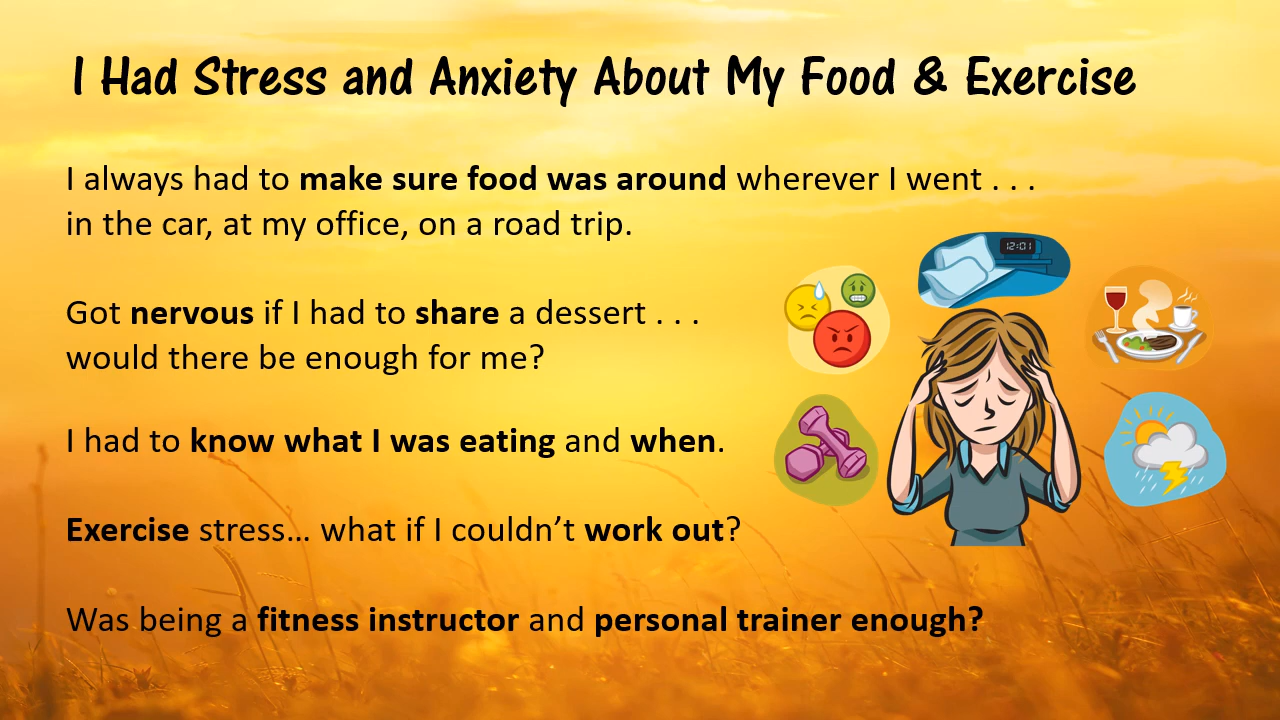 I Had Stress and Anxiety About My Food & Exercise
I always had to make sure food was around wherever I went . . .
in the car, at my office, on a road trip.
Got nervous if I had to share a dessert . . .
would there be enough for me?
I had to know what I was eating and when.
Exercise stress… what if I couldn’t work out?
Was being a fitness instructor and personal trainer enough?
12:01